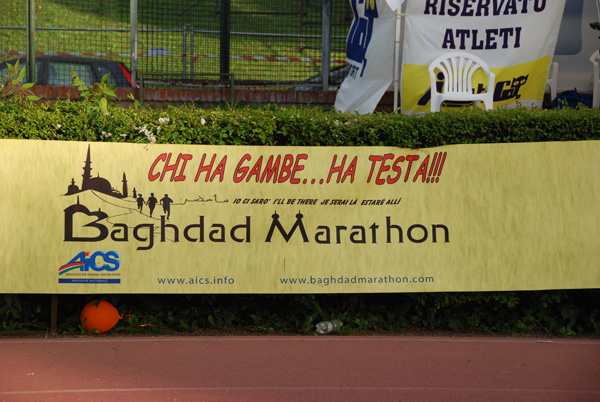 RISERVATO
ATLETI
CHI HA GAMBE...HA TESTA!!!
IO CI SARO' I'LL BE THERE JE SERAI LÀ ESTARÉ ALLÍ
Baghdad Marathon
AiCS
www.aics.info www.baghdadmarathon.com